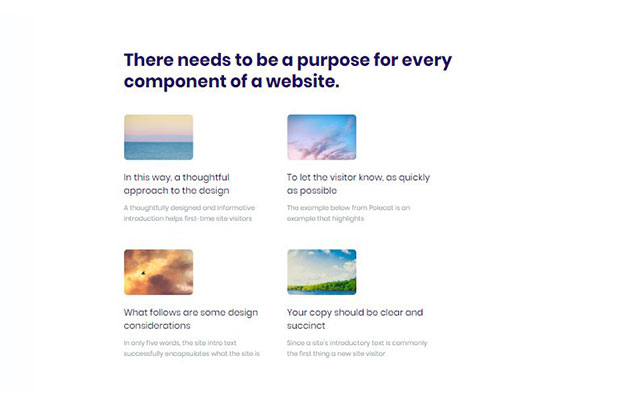 There needs to be a purpose for every
component of a website.
In this way, a thoughtful
approach to the design
A thoughtfully designed and informative
introduction helps first-time site visitors
To let the visitor know, as quickly
as possible
The example below from Polecat is an
example that highlights
What follows are some design
considerations
In only five words, the site intro text
successfully encapsulates what the site is
Your copy should be clear and
succinct
Since a site's introductory text is commonly
the first thing a new site visitor